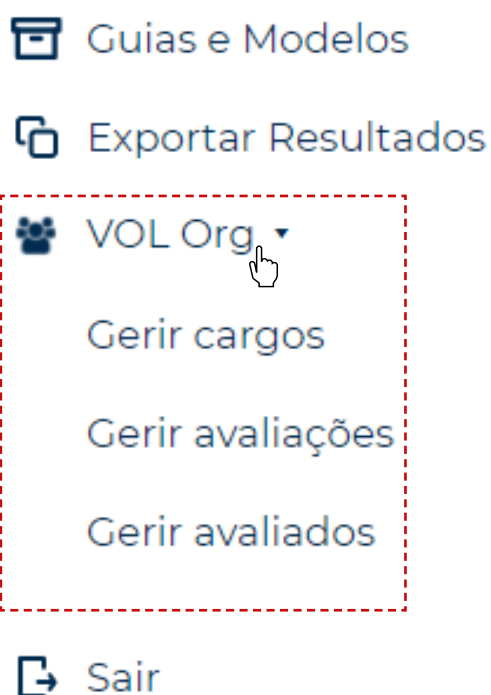 Guias e Modelos
Exportar Resultados
VOL Org
Gerir cargos
Gerir avaliações
Gerir avaliados
Sair